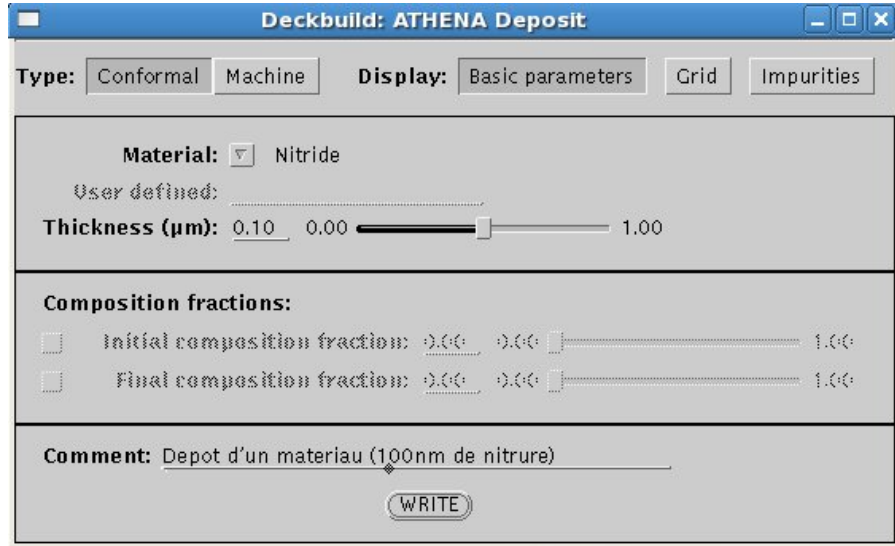 Deckbuild: ATHENA Deposit
Type: Conformal Machine Display: Basic parameters Grid Impurities
Material: Nitride
User defined:
Thickness (µm): 0.10 0.00 1.00
Composition fractions:
Initial composition fraction: 0.00 0.00 1.00
Final composition fraction: 0.00 0.00 1.00
Comment: Depot d'un materiau (100nm de nitrure)
WRITE